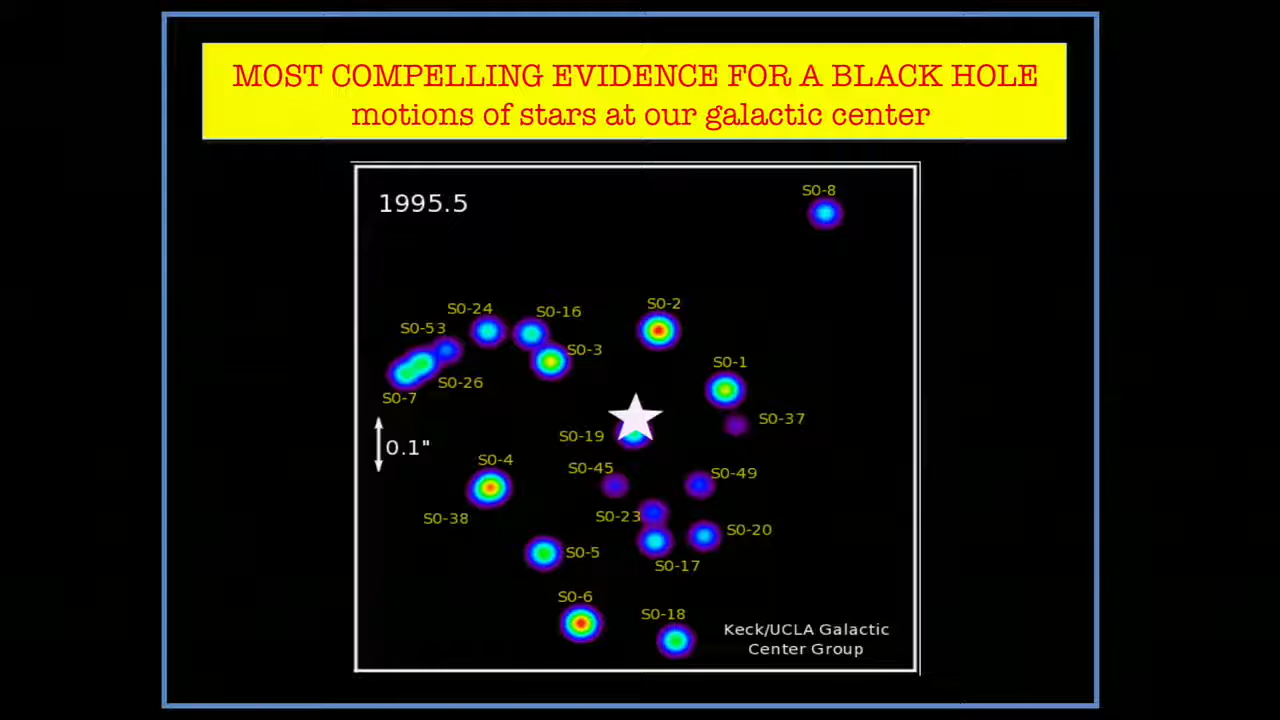 MOST COMPELLING EVIDENCE FOR A BLACK HOLE
motions of stars at our galactic center
1995.5
S0-8
S0-2
S0-24
S0-16
S0-53
S0-3
S0-1
S0-26
S0-7
S0-37
S0-19
0.1"
S0-4
S0-45
S0-49
S0-38
S0-23
S0-20
S0-5
S0-17
S0-6
S0-18
Keck/UCLA Galactic
Center Group